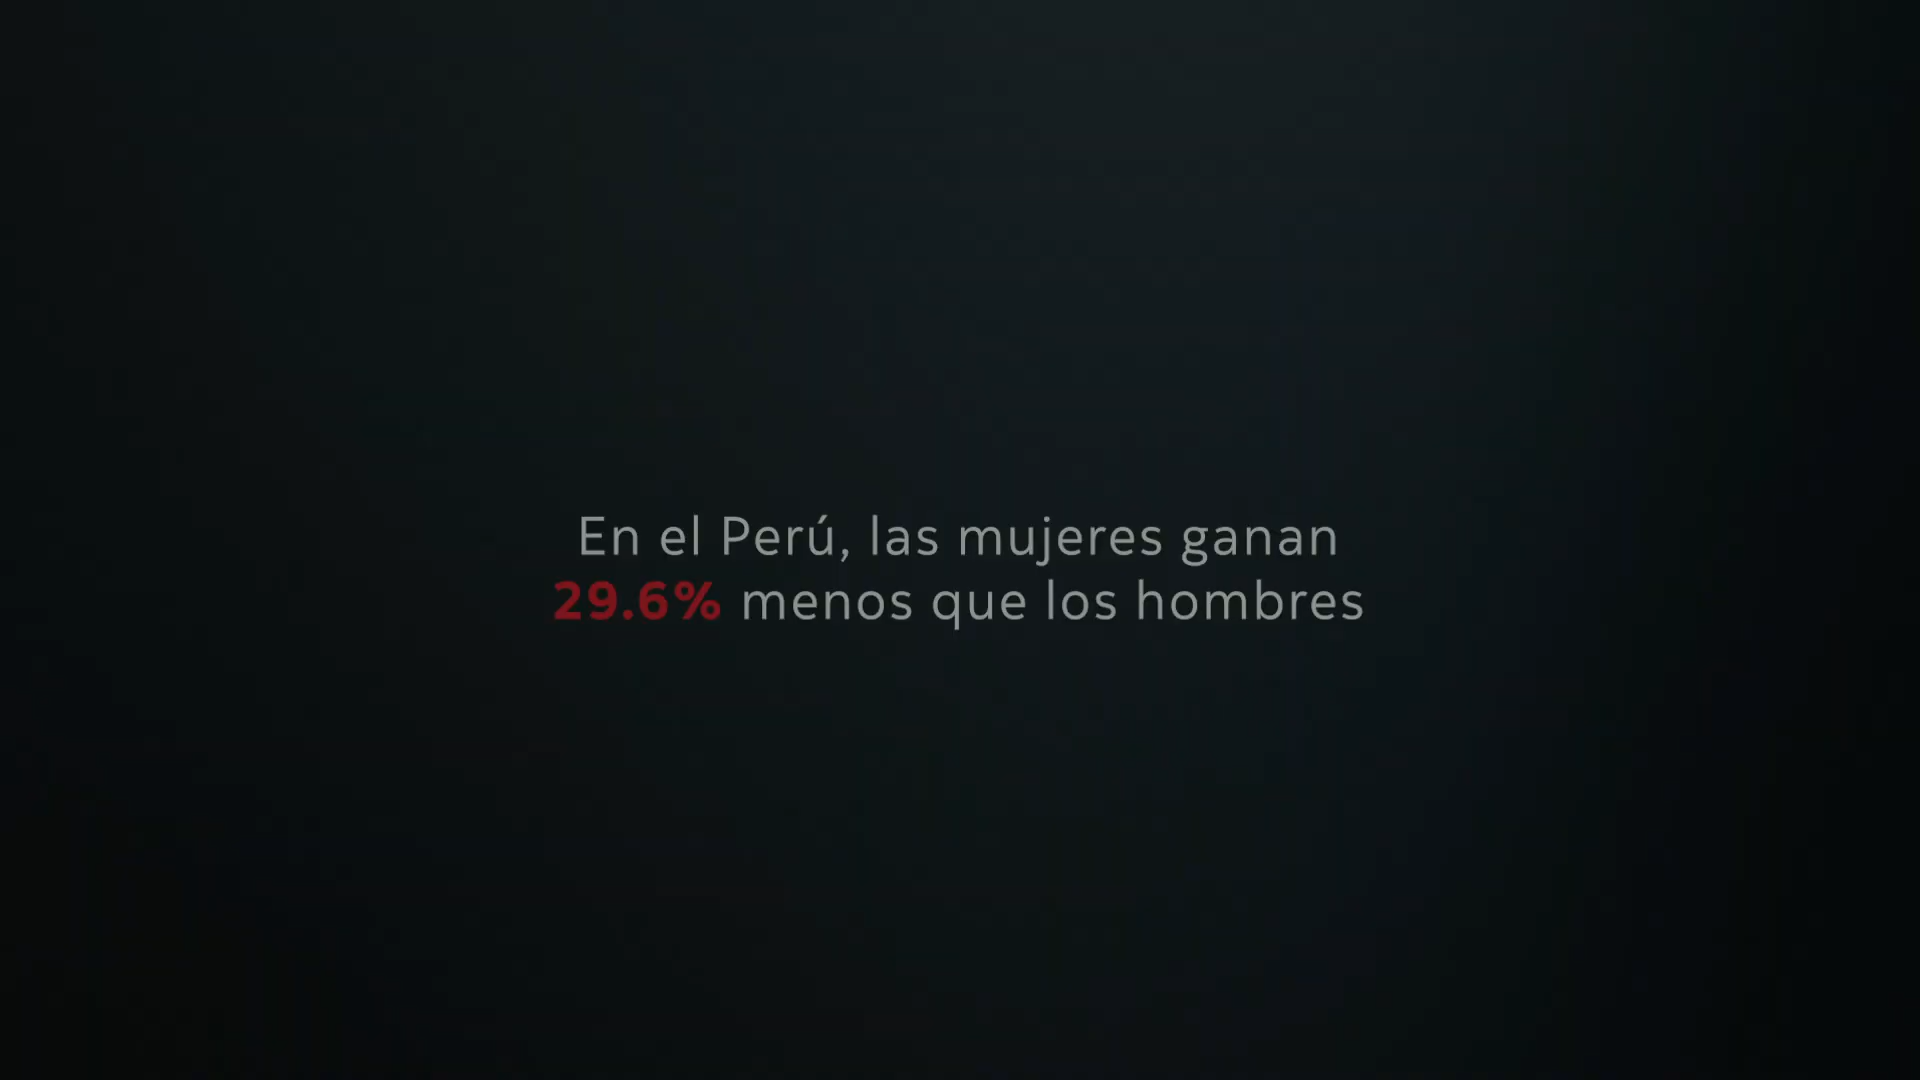 En el Perú, las mujeres ganan
29.6% menos que los hombres